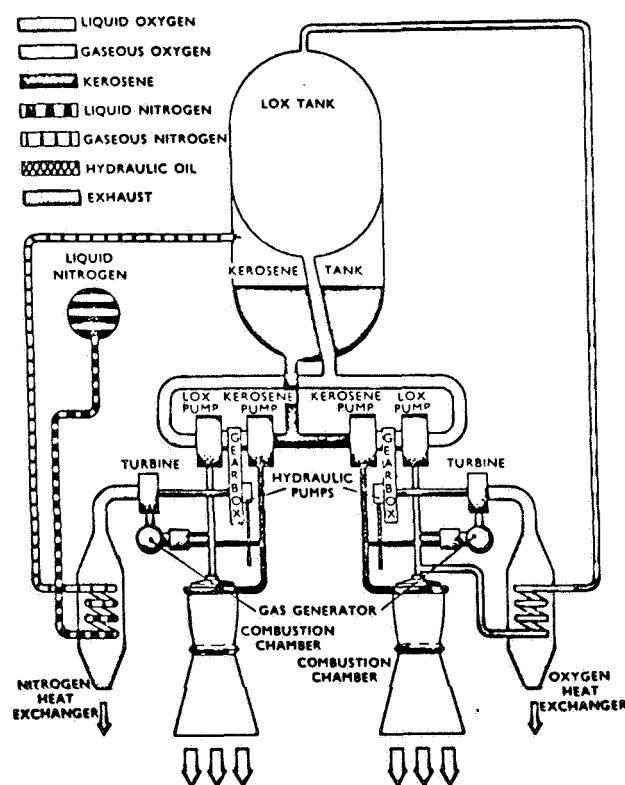 LIQUID OXYGEN
GASEOUS OXYGEN
KEROSENE
LIQUID NITROGEN
GASEOUS NITROGEN
HYDRAULIC OIL
EXHAUST
LOX TANK
LIQUID
NITROGEN
KEROSENE TANK
LOX
PUMP
KEROSENE
PUMP
KEROSENE
PUMP
LOX
PUMP
GEARBOX
GEARBOX
TURBINE
HYDRAULIC
PUMPS
TURBINE
GAS GENERATOR
COMBUSTION
CHAMBER
COMBUSTION
CHAMBER
NITROGEN
HEAT
EXCHANGER
OXYGEN
HEAT
EXCHANGER